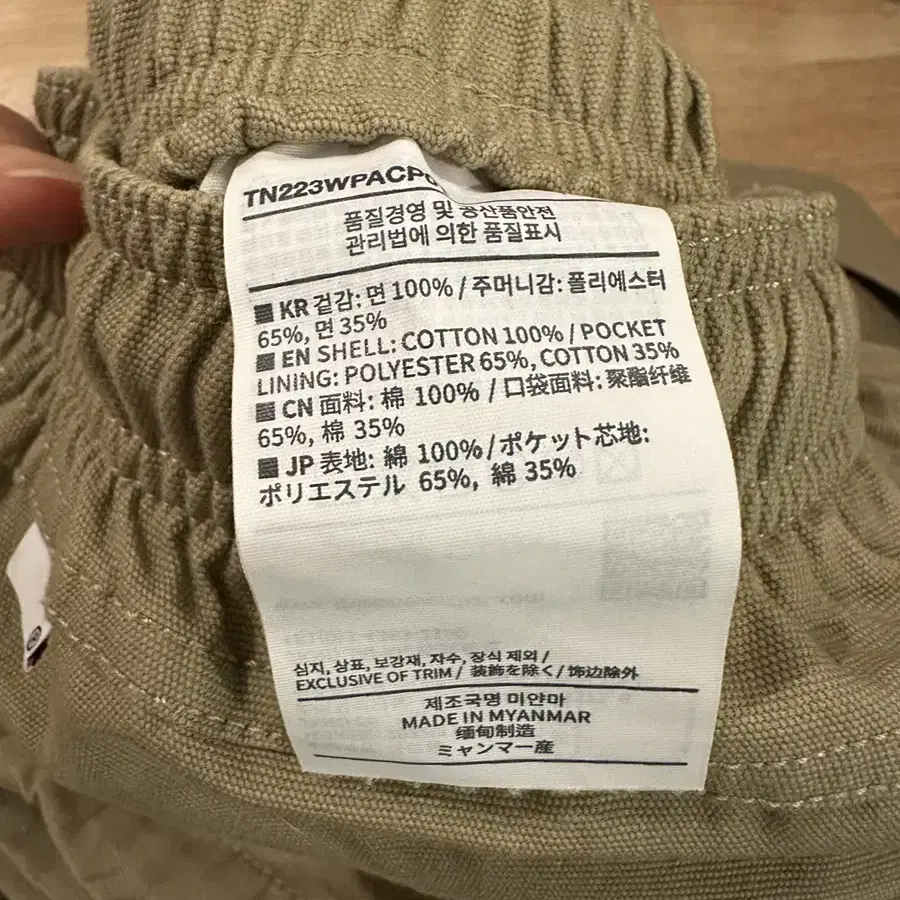 TN223WPACP
품질경영 및 공산품안전
관리법에 의한 품질표시
KR 겉감: 면 100% / 주머니감: 폴리에스터
65%, 면 35%
EN SHELL: COTTON 100% / POCKET
LINING: POLYESTER 65%, COTTON 35%
CN 面料: 棉 100% / 口袋面料: 聚酯纤维
65%, 棉 35%
JP 表地: 綿 100% / ポケット芯地:
ポリエステル 65%, 綿 35%
심지, 상표, 보강재, 자수, 장식 제외 /
EXCLUSIVE OF TRIM / 装飾を除く / 饰边除外
제조국명 미얀마
MADE IN MYANMAR
缅甸制造
ミャンマー産